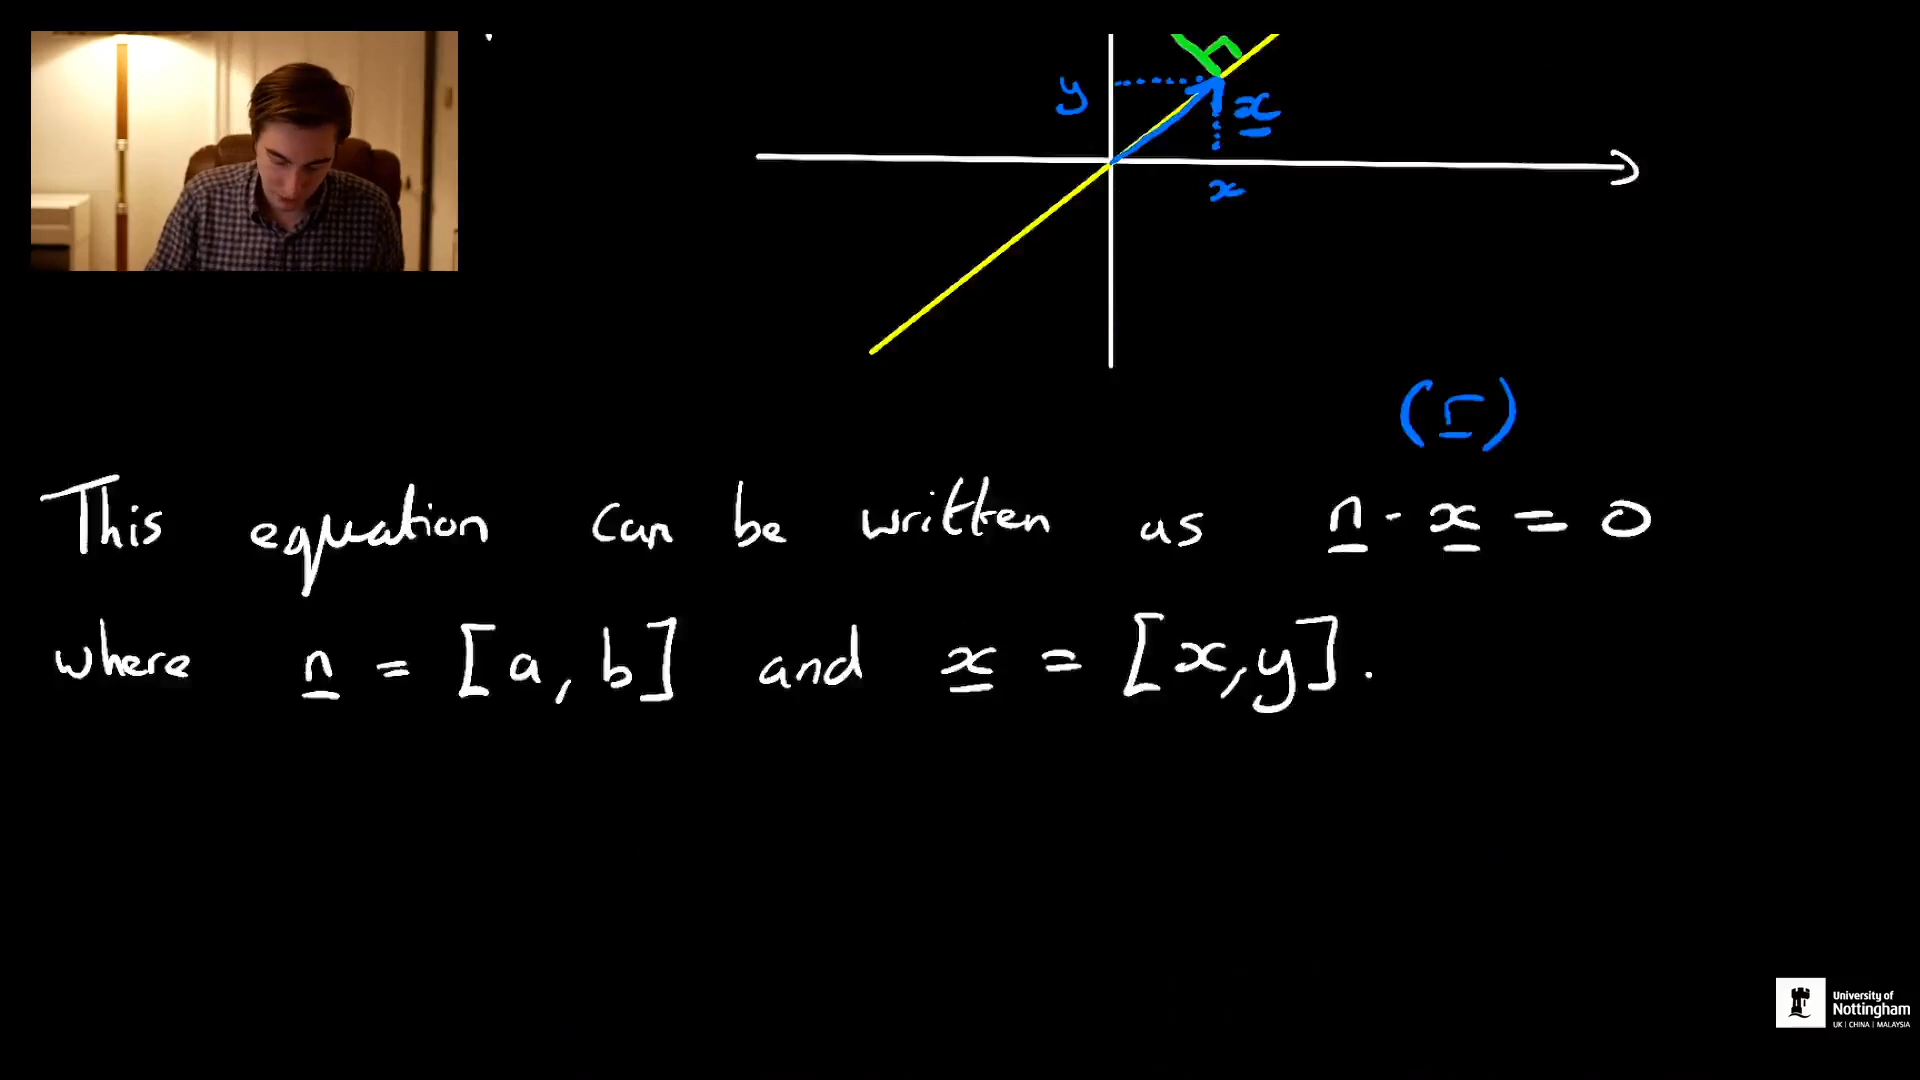 y
x
x
(r)
This equation can be written as n · x = 0
where n = [a, b] and x = [x, y].
University of
Nottingham
UK | CHINA | MALAYSIA